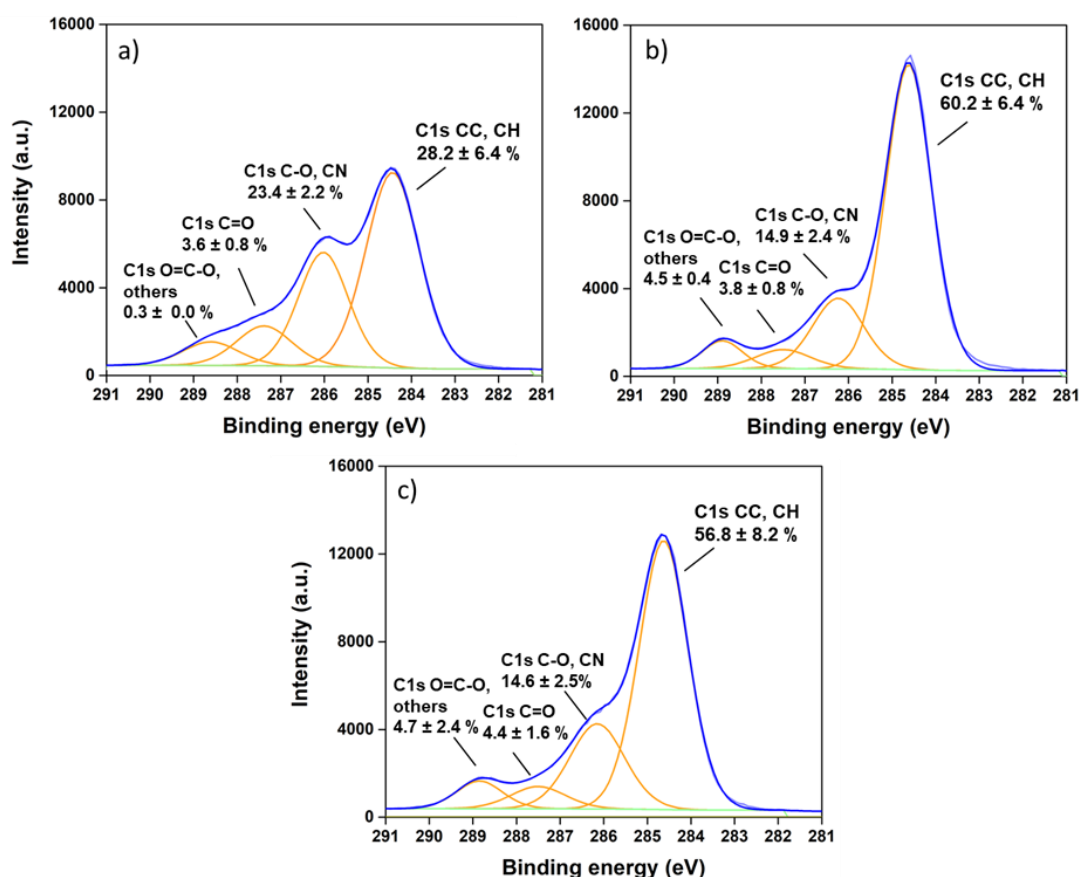 a)
16000
12000
8000
4000
0
Intensity (a.u.)
C1s CC, CH
28.2 ± 6.4 %
C1s C-O, CN
23.4 ± 2.2 %
C1s C=O
3.6 ± 0.8 %
C1s O=C-O,
others
0.3 ± 0.0 %
291 290 289 288 287 286 285 284 283 282 281
Binding energy (eV)
b)
16000
12000
8000
4000
0
Intensity (a.u.)
C1s CC, CH
60.2 ± 6.4 %
C1s C-O, CN
14.9 ± 2.4 %
C1s O=C-O,
others
4.5 ± 0.4
C1s C=O
3.8 ± 0.8 %
291 290 289 288 287 286 285 284 283 282 281
Binding energy (eV)
c)
16000
12000
8000
4000
0
Intensity (a.u.)
C1s CC, CH
56.8 ± 8.2 %
C1s C-O, CN
14.6 ± 2.5%
C1s O=C-O,
others
4.7 ± 2.4 %
C1s C=O
4.4 ± 1.6 %
291 290 289 288 287 286 285 284 283 282 281
Binding energy (eV)